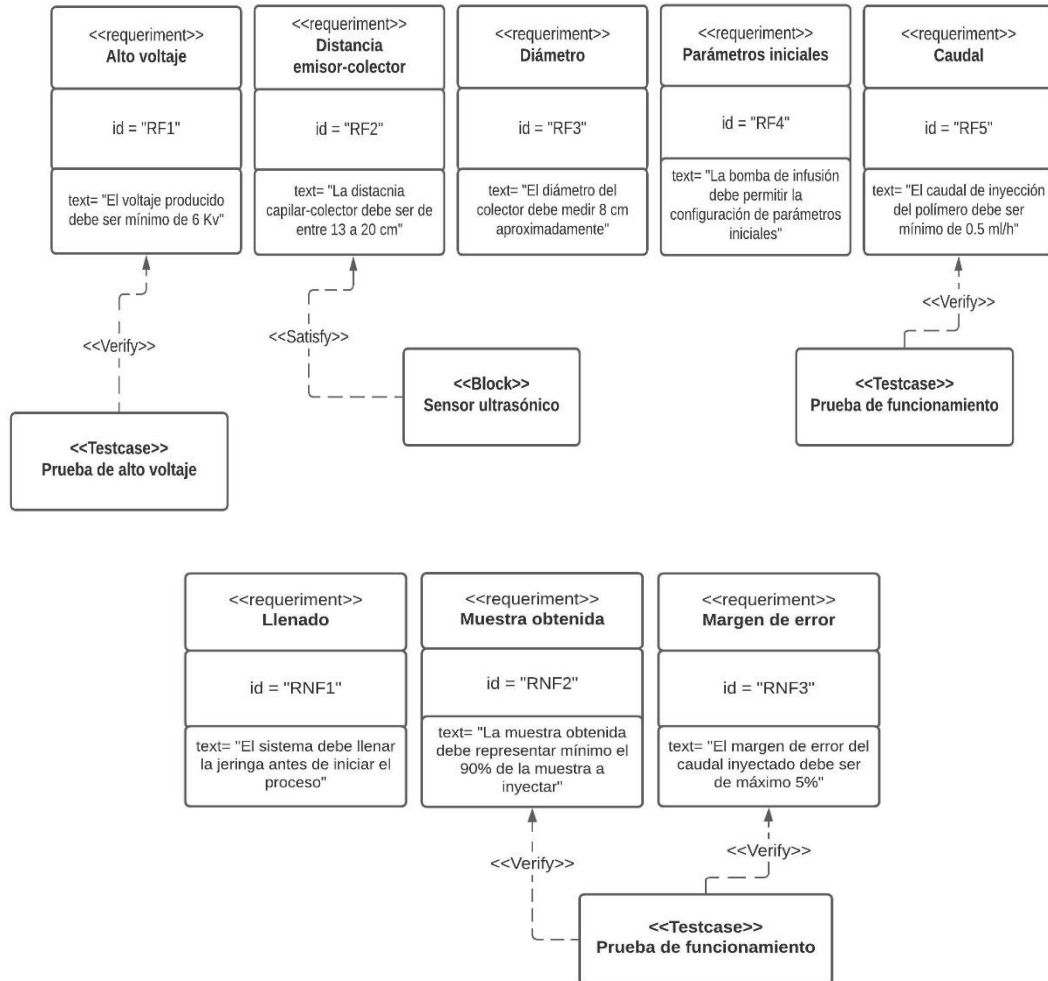 <<requeriment>>
Alto voltaje
id = "RF1"
text= "El voltaje producido
debe ser mínimo de 6 Kv"
<<requeriment>>
Distancia
emisor-colector
id = "RF2"
text= "La distacnia
capilar-colector debe ser de
entre 13 a 20 cm"
<<requeriment>>
Diámetro
id = "RF3"
text= "El diámetro del
colector debe medir 8 cm
aproximadamente"
<<requeriment>>
Parámetros iniciales
id = "RF4"
text= "La bomba de infusión
debe permitir la
configuración de parámetros
iniciales"
<<requeriment>>
Caudal
id = "RF5"
text= "El caudal de inyección
del polímero debe ser
mínimo de 0.5 ml/h"
<<Verify>>
<<Satisfy>>
<<Verify>>
<<Testcase>>
Prueba de alto voltaje
<<Block>>
Sensor ultrasónico
<<Testcase>>
Prueba de funcionamiento
<<requeriment>>
Llenado
id = "RNF1"
text= "El sistema debe llenar
la jeringa antes de iniciar el
proceso"
<<requeriment>>
Muestra obtenida
id = "RNF2"
text= "La muestra obtenida
debe representar mínimo el
90% de la muestra a
inyectar"
<<requeriment>>
Margen de error
id = "RNF3"
text= "El margen de error del
caudal inyectado debe ser
de máximo 5%"
<<Verify>>
<<Verify>>
<<Testcase>>
Prueba de funcionamiento